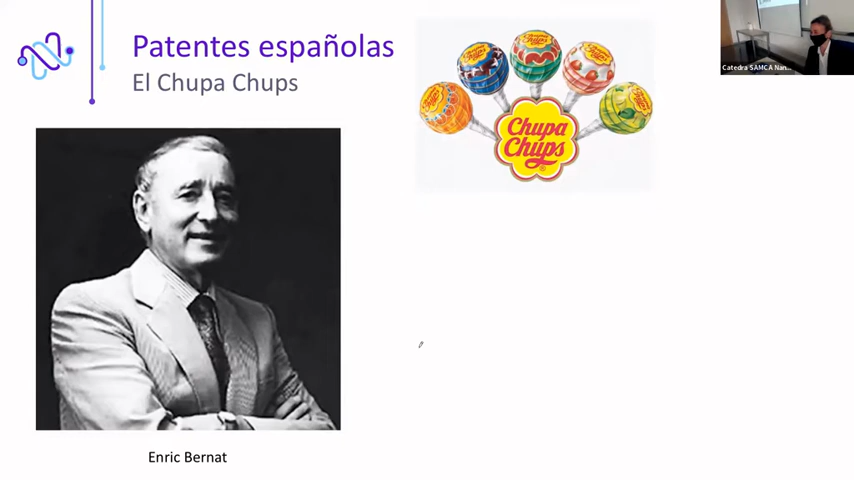 Patentes españolas
El Chupa Chups
Chupa
Chups
Catedra SAMCA Nan...
Enric Bernat